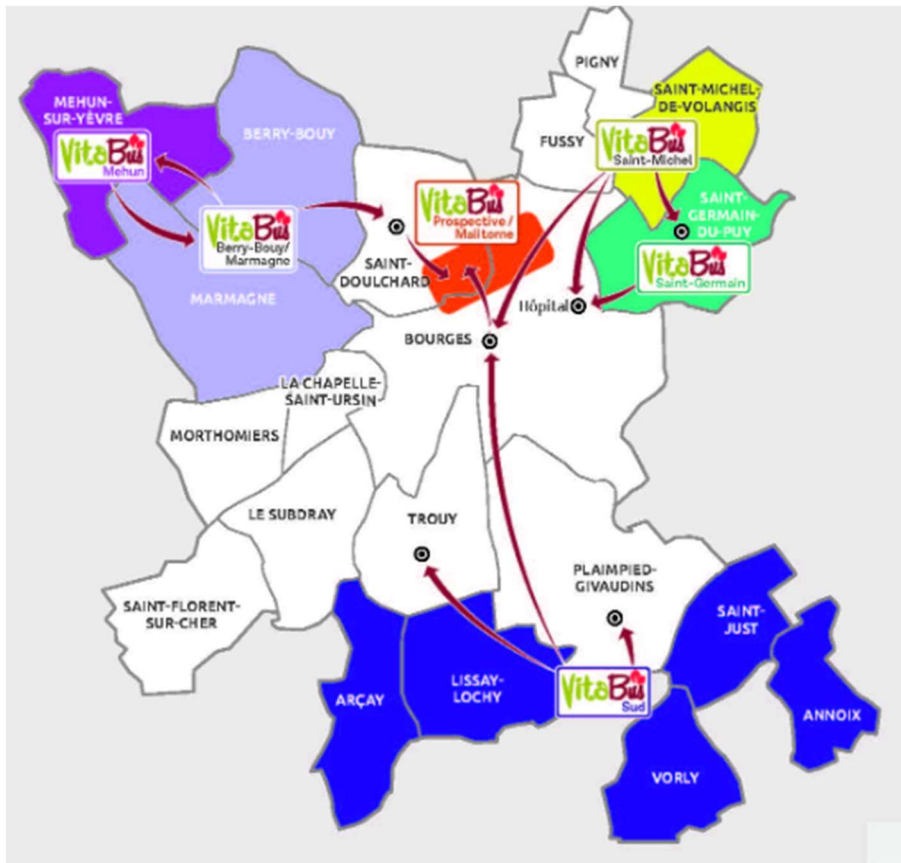 PIGNY
SAINT-MICHEL-
DE-VOLANGIS
MEHUN-
SUR-YÈVRE
BERRY-BOUY
FUSSY
VitaBus
Saint-Michel
VitaBus
Mehun
VitaBus
Prospective /
Malitorne
SAINT-
GERMAIN-
DU-PUY
VitaBus
Berry-Bouy/
Marmagne
SAINT-
DOULCHARD
VitaBus
Saint-Germain
MARMAGNE
Hôpital
BOURGES
LA CHAPELLE-
SAINT-URSIN
MORTHOMIERS
LE SUBDRAY
TROUY
PLAIMPIED-
GIVAUDINS
SAINT-FLORENT-
SUR-CHER
SAINT-
JUST
ARÇAY
LISSAY-
LOCHY
VitaBus
Sud
ANNOIX
VORLY